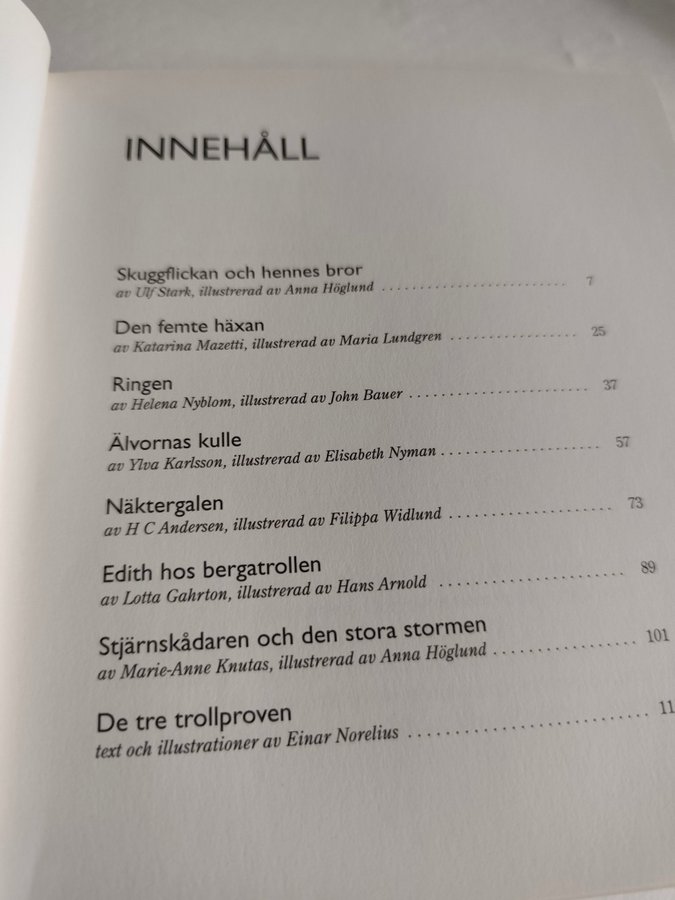 INNEHÅLL
Skuggflickan och hennes bror
av Ulf Stark, illustrerad av Anna Höglund ........................ 7
Den femte häxan
av Katarina Mazetti, illustrerad av Maria Lundgren ................. 25
Ringen
av Helena Nyblom, illustrerad av John Bauer ........................ 37
Älvornas kulle
av Ylva Karlsson, illustrerad av Elisabeth Nyman ..................... 57
Näktergalen
av H C Andersen, illustrerad av Filippa Widlund ..................... 73
Edith hos bergatrollen
av Lotta Gahrton, illustrerad av Hans Arnold ........................ 89
Stjärnskådaren och den stora stormen
av Marie-Anne Knutas, illustrerad av Anna Höglund .................. 101
De tre trollproven
text och illustrationer av Einar Norelius ............................ 11